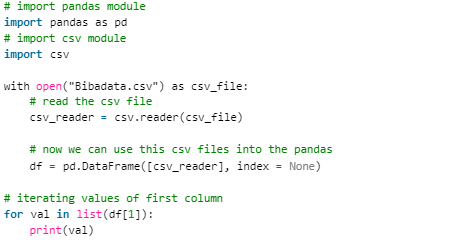 # import pandas module
import pandas as pd
# import csv module
import csv
with open("Bibadata.csv") as csv_file:
# read the csv file
csv_reader = csv.reader(csv_file)
# now we can use this csv files into the pandas
df = pd.DataFrame([csv_reader], index = None)
# iterating values of first column
for val in list(df[1]):
print(val)